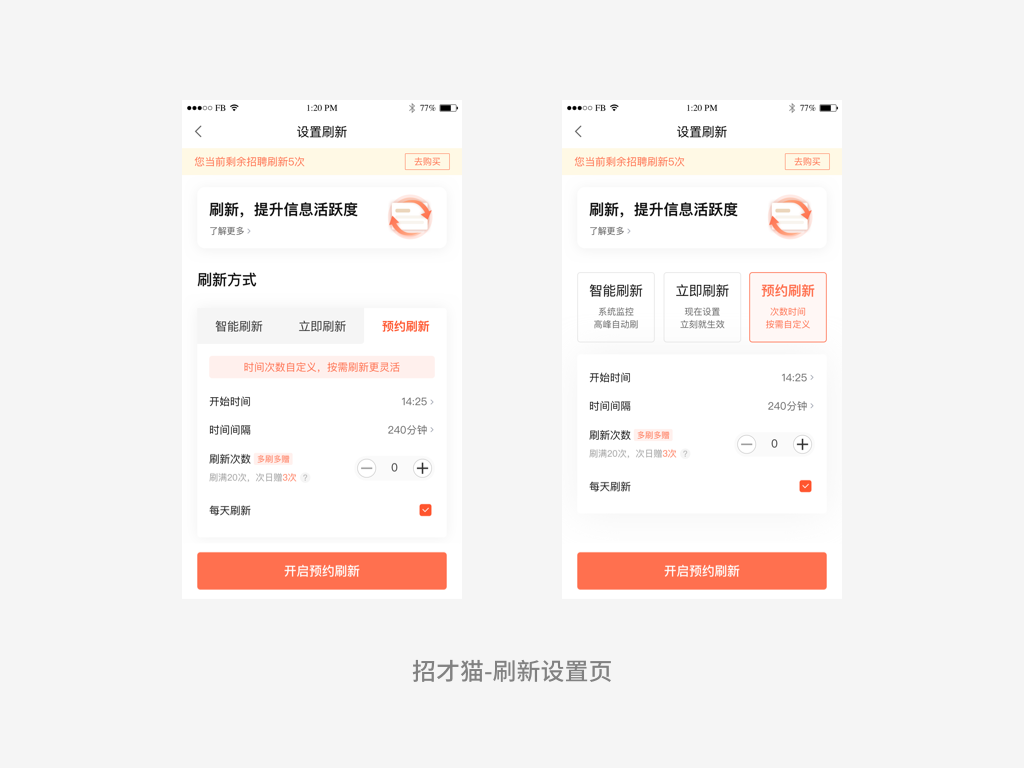 FB
1:20 PM
77%
设置刷新
您当前剩余招聘刷新5次
去购买
刷新，提升信息活跃度
了解更多
刷新方式
智能刷新
立即刷新
预约刷新
时间次数自定义，按需刷新更灵活
开始时间
14:25
时间间隔
240分钟
刷新次数
多刷多赠
刷满20次，次日赠3次 ?
0
每天刷新
开启预约刷新
FB
1:20 PM
77%
设置刷新
您当前剩余招聘刷新5次
去购买
刷新，提升信息活跃度
了解更多
智能刷新
系统监控
高峰自动刷
立即刷新
现在设置
立刻就生效
预约刷新
次数时间
按需自定义
开始时间
14:25
时间间隔
240分钟
刷新次数
多刷多赠
刷满20次，次日赠3次 ?
0
每天刷新
开启预约刷新
招才猫-刷新设置页